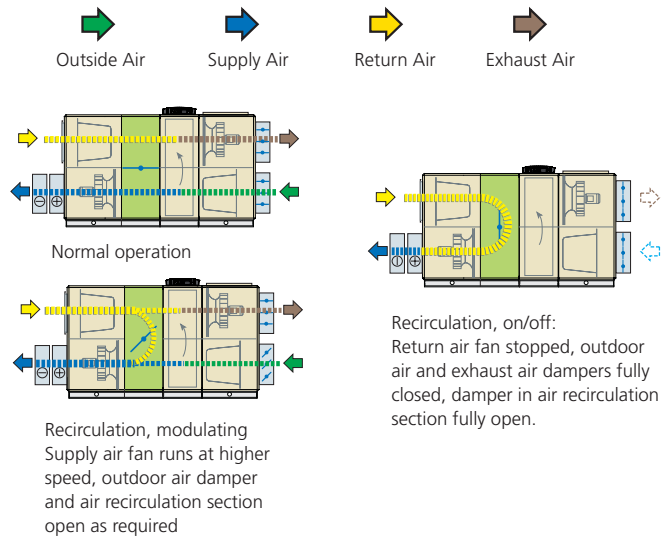 Outside Air
Supply Air
Return Air
Exhaust Air
Normal operation
Recirculation, modulating
Supply air fan runs at higher
speed, outdoor air damper
and air recirculation section
open as required
Recirculation, on/off:
Return air fan stopped, outdoor
air and exhaust air dampers fully
closed, damper in air recirculation
section fully open.